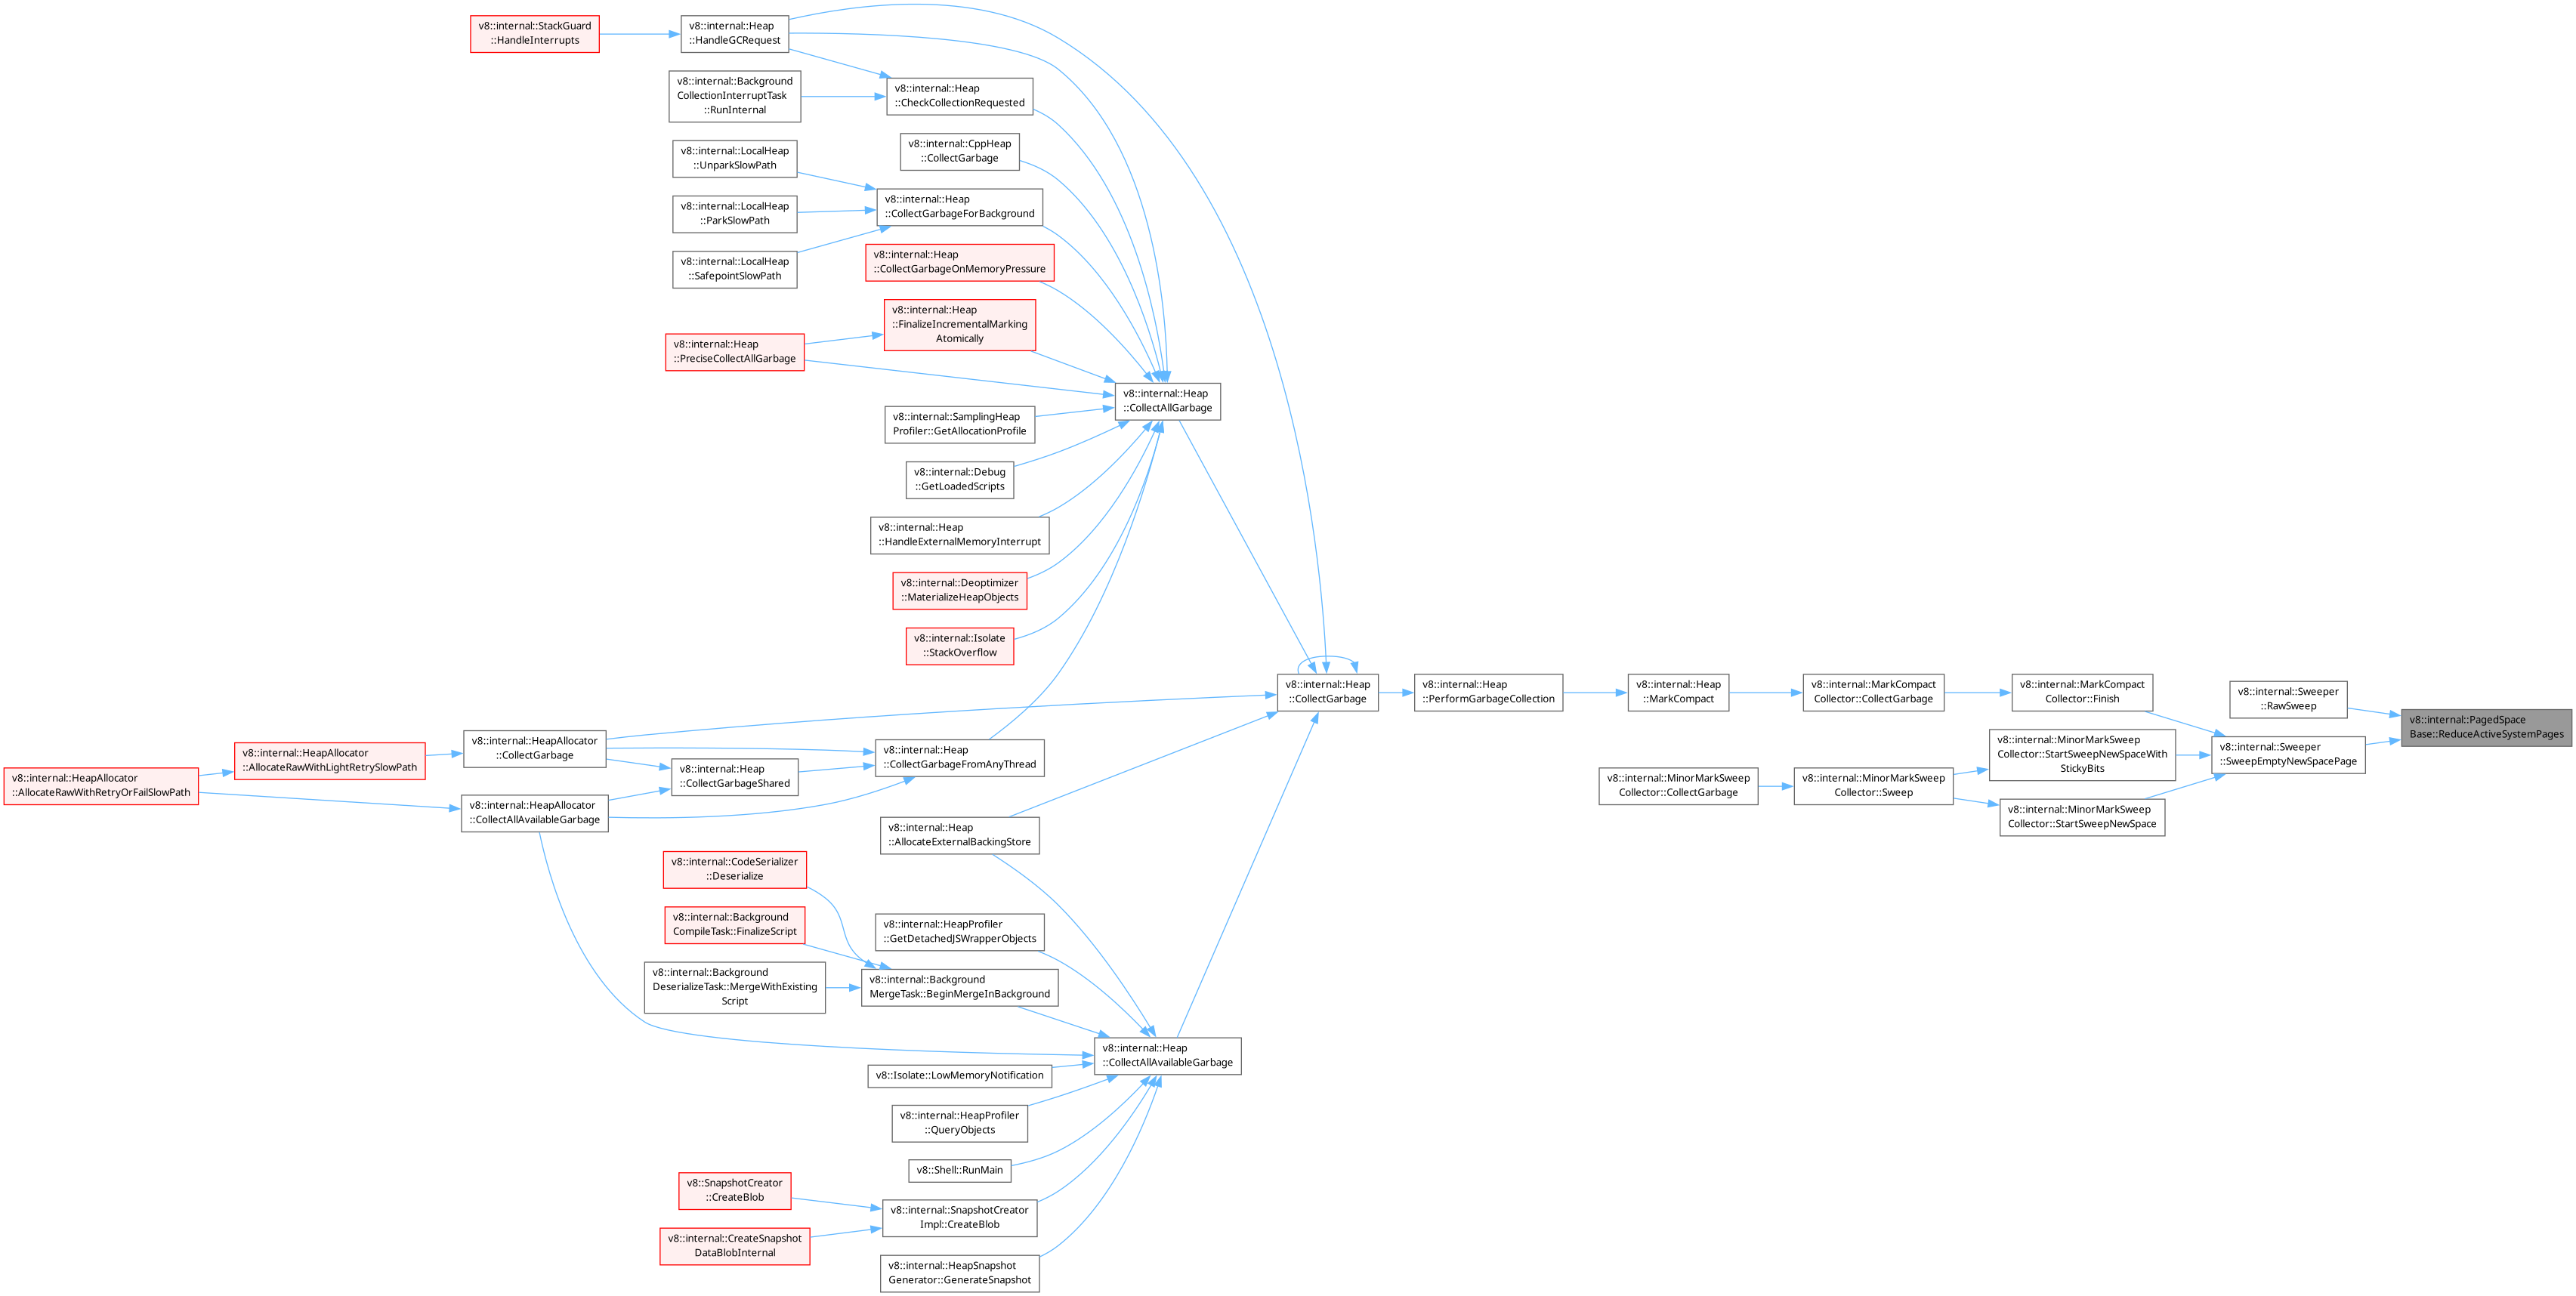 v8::internal::StackGuard
::HandleInterrupts
v8::internal::Heap
::HandleGCRequest
v8::internal::Background
CollectionInterruptTask
::RunInternal
v8::internal::Heap
::CheckCollectionRequested
v8::internal::CppHeap
::CollectGarbage
v8::internal::LocalHeap
::UnparkSlowPath
v8::internal::LocalHeap
::ParkSlowPath
v8::internal::Heap
::CollectGarbageForBackground
v8::internal::LocalHeap
::SafepointSlowPath
v8::internal::Heap
::CollectGarbageOnMemoryPressure
v8::internal::Heap
::FinalizeIncrementalMarking
Atomically
v8::internal::Heap
::PreciseCollectAllGarbage
v8::internal::Heap
::CollectAllGarbage
v8::internal::SamplingHeap
Profiler::GetAllocationProfile
v8::internal::Debug
::GetLoadedScripts
v8::internal::Heap
::HandleExternalMemoryInterrupt
v8::internal::Deoptimizer
::MaterializeHeapObjects
v8::internal::Isolate
::StackOverflow
v8::internal::Heap
::CollectGarbage
v8::internal::Heap
::PerformGarbageCollection
v8::internal::Heap
::MarkCompact
v8::internal::MarkCompact
Collector::CollectGarbage
v8::internal::MarkCompact
Collector::Finish
v8::internal::Sweeper
::RawSweep
v8::internal::PagedSpace
Base::ReduceActiveSystemPages
v8::internal::MinorMarkSweep
Collector::StartSweepNewSpaceWith
StickyBits
v8::internal::Sweeper
::SweepEmptyNewSpacePage
v8::internal::MinorMarkSweep
Collector::CollectGarbage
v8::internal::MinorMarkSweep
Collector::Sweep
v8::internal::MinorMarkSweep
Collector::StartSweepNewSpace
v8::internal::HeapAllocator
::AllocateRawWithRetryOrFailSlowPath
v8::internal::HeapAllocator
::AllocateRawWithLightRetrySlowPath
v8::internal::HeapAllocator
::CollectGarbage
v8::internal::Heap
::CollectGarbageShared
v8::internal::Heap
::CollectGarbageFromAnyThread
v8::internal::HeapAllocator
::CollectAllAvailableGarbage
v8::internal::Heap
::AllocateExternalBackingStore
v8::internal::CodeSerializer
::Deserialize
v8::internal::Background
CompileTask::FinalizeScript
v8::internal::HeapProfiler
::GetDetachedJSWrapperObjects
v8::internal::Background
DeserializeTask::MergeWithExisting
Script
v8::internal::Background
MergeTask::BeginMergeInBackground
v8::internal::Heap
::CollectAllAvailableGarbage
v8::Isolate::LowMemoryNotification
v8::internal::HeapProfiler
::QueryObjects
v8::Shell::RunMain
v8::SnapshotCreator
::CreateBlob
v8::internal::SnapshotCreator
Impl::CreateBlob
v8::internal::CreateSnapshot
DataBlobInternal
v8::internal::HeapSnapshot
Generator::GenerateSnapshot